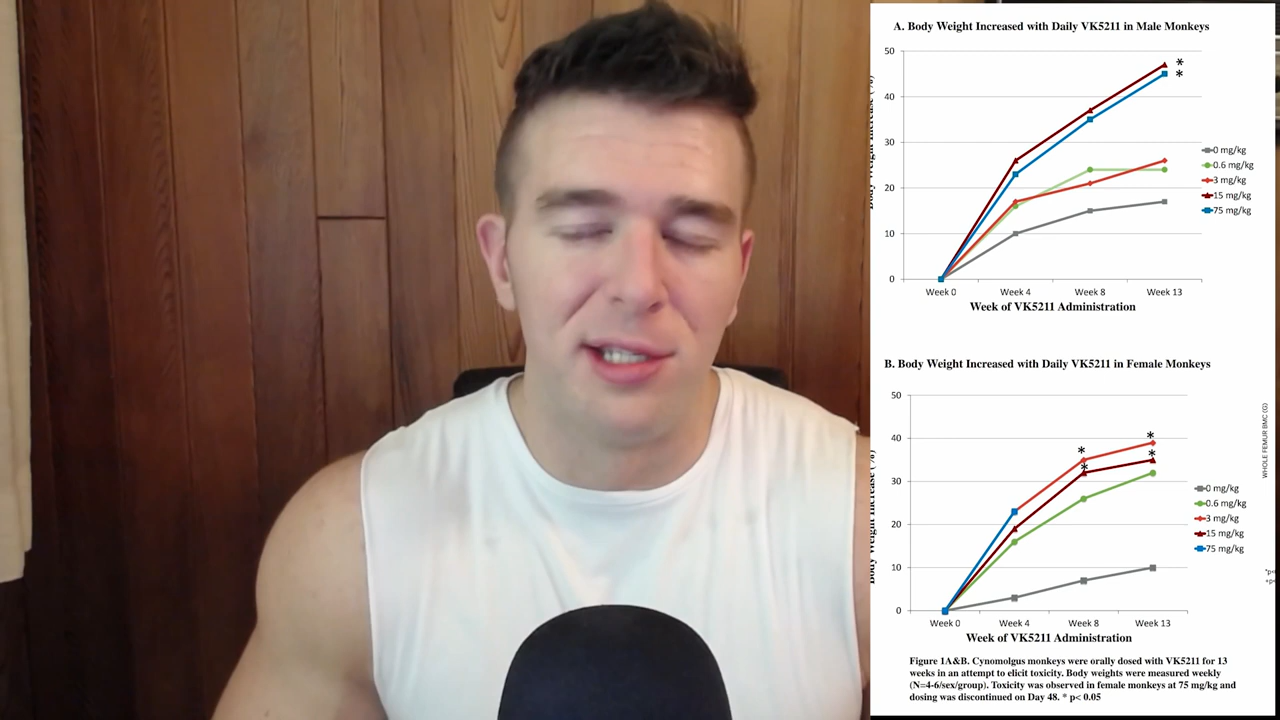 A. Body Weight Increased with Daily VK5211 in Male Monkeys
50
40
30
20
10
0
*
*
0 mg/kg
0.6 mg/kg
3 mg/kg
15 mg/kg
75 mg/kg
Week 0 Week 4 Week 8 Week 13
Week of VK5211 Administration
B. Body Weight Increased with Daily VK5211 in Female Monkeys
50
40
30
20
10
0
* *
* *
0 mg/kg
0.6 mg/kg
3 mg/kg
15 mg/kg
75 mg/kg
Week 0 Week 4 Week 8 Week 13
Week of VK5211 Administration
WHOLE FEMUR BMC (G)
Figure 1A&B. Cynomolgus monkeys were orally dosed with VK5211 for 13
weeks in an attempt to elicit toxicity. Body weights were measured weekly
(N=4-6/sex/group). Toxicity was observed in female monkeys at 75 mg/kg and
dosing was discontinued on Day 48. * p< 0.05